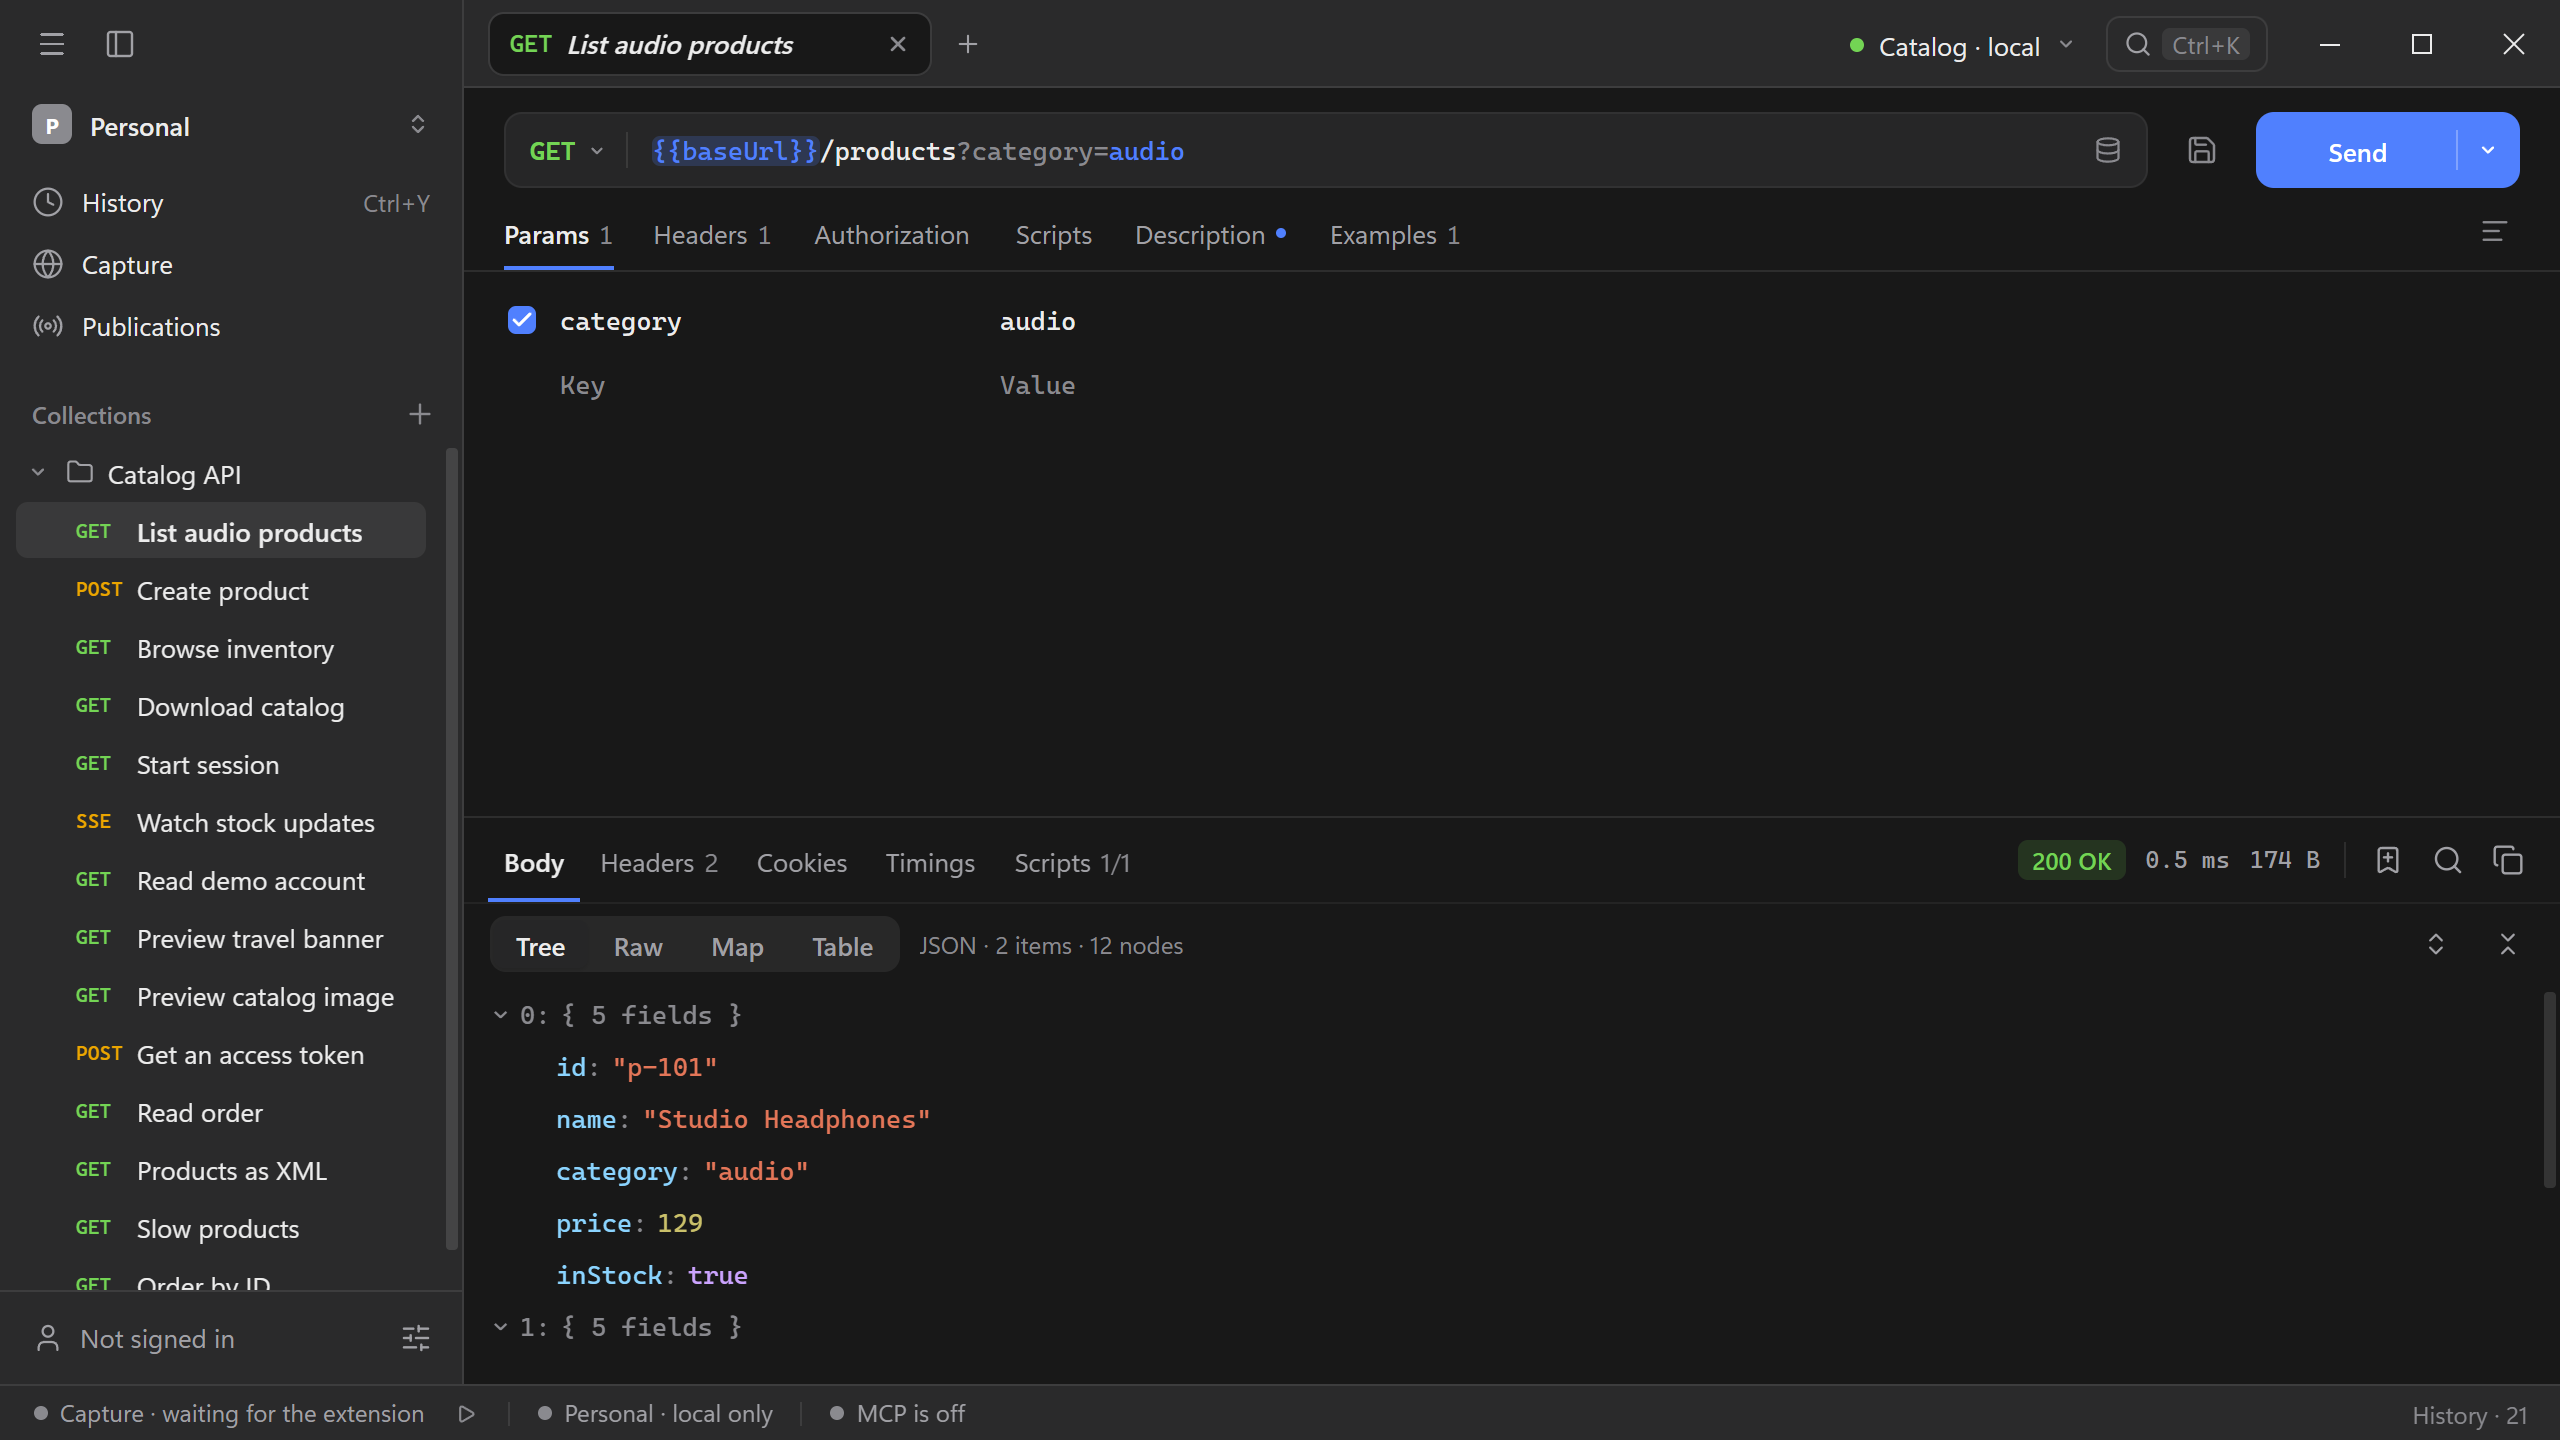 GET List audio products
Catalog · local
Ctrl+K
P Personal
History Ctrl+Y
Capture
Publications
Collections
Catalog API
GET List audio products
POST Create product
GET Browse inventory
GET Download catalog
GET Start session
SSE Watch stock updates
GET Read demo account
GET Preview travel banner
GET Preview catalog image
POST Get an access token
GET Read order
GET Products as XML
GET Slow products
GET Order by ID
Not signed in
GET {{baseUrl}}/products?category=audio
Send
Params 1 Headers 1 Authorization Scripts Description Examples 1
category audio
Key Value
Body Headers 2 Cookies Timings Scripts 1/1
200 OK 0.5 ms 174 B
Tree Raw Map Table JSON · 2 items · 12 nodes
0: { 5 fields }
id: "p-101"
name: "Studio Headphones"
category: "audio"
price: 129
inStock: true
1: { 5 fields }
Capture · waiting for the extension
Personal · local only
MCP is off
History · 21